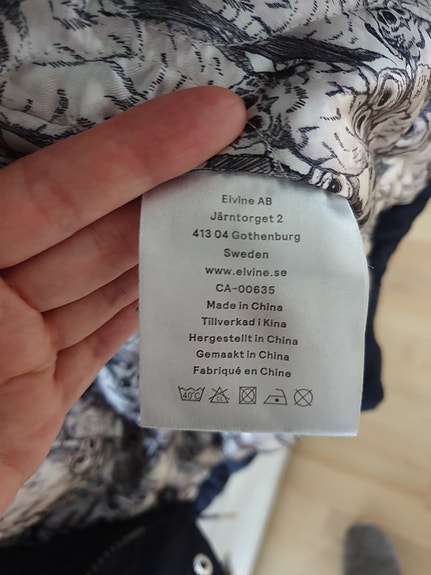 Elvine AB
Järntorget 2
413 04 Gothenburg
Sweden
www.elvine.se
CA-00635
Made in China
Tillverkad i Kina
Hergestellt in China
Gemaakt in China
Fabriqué en Chine
40°C